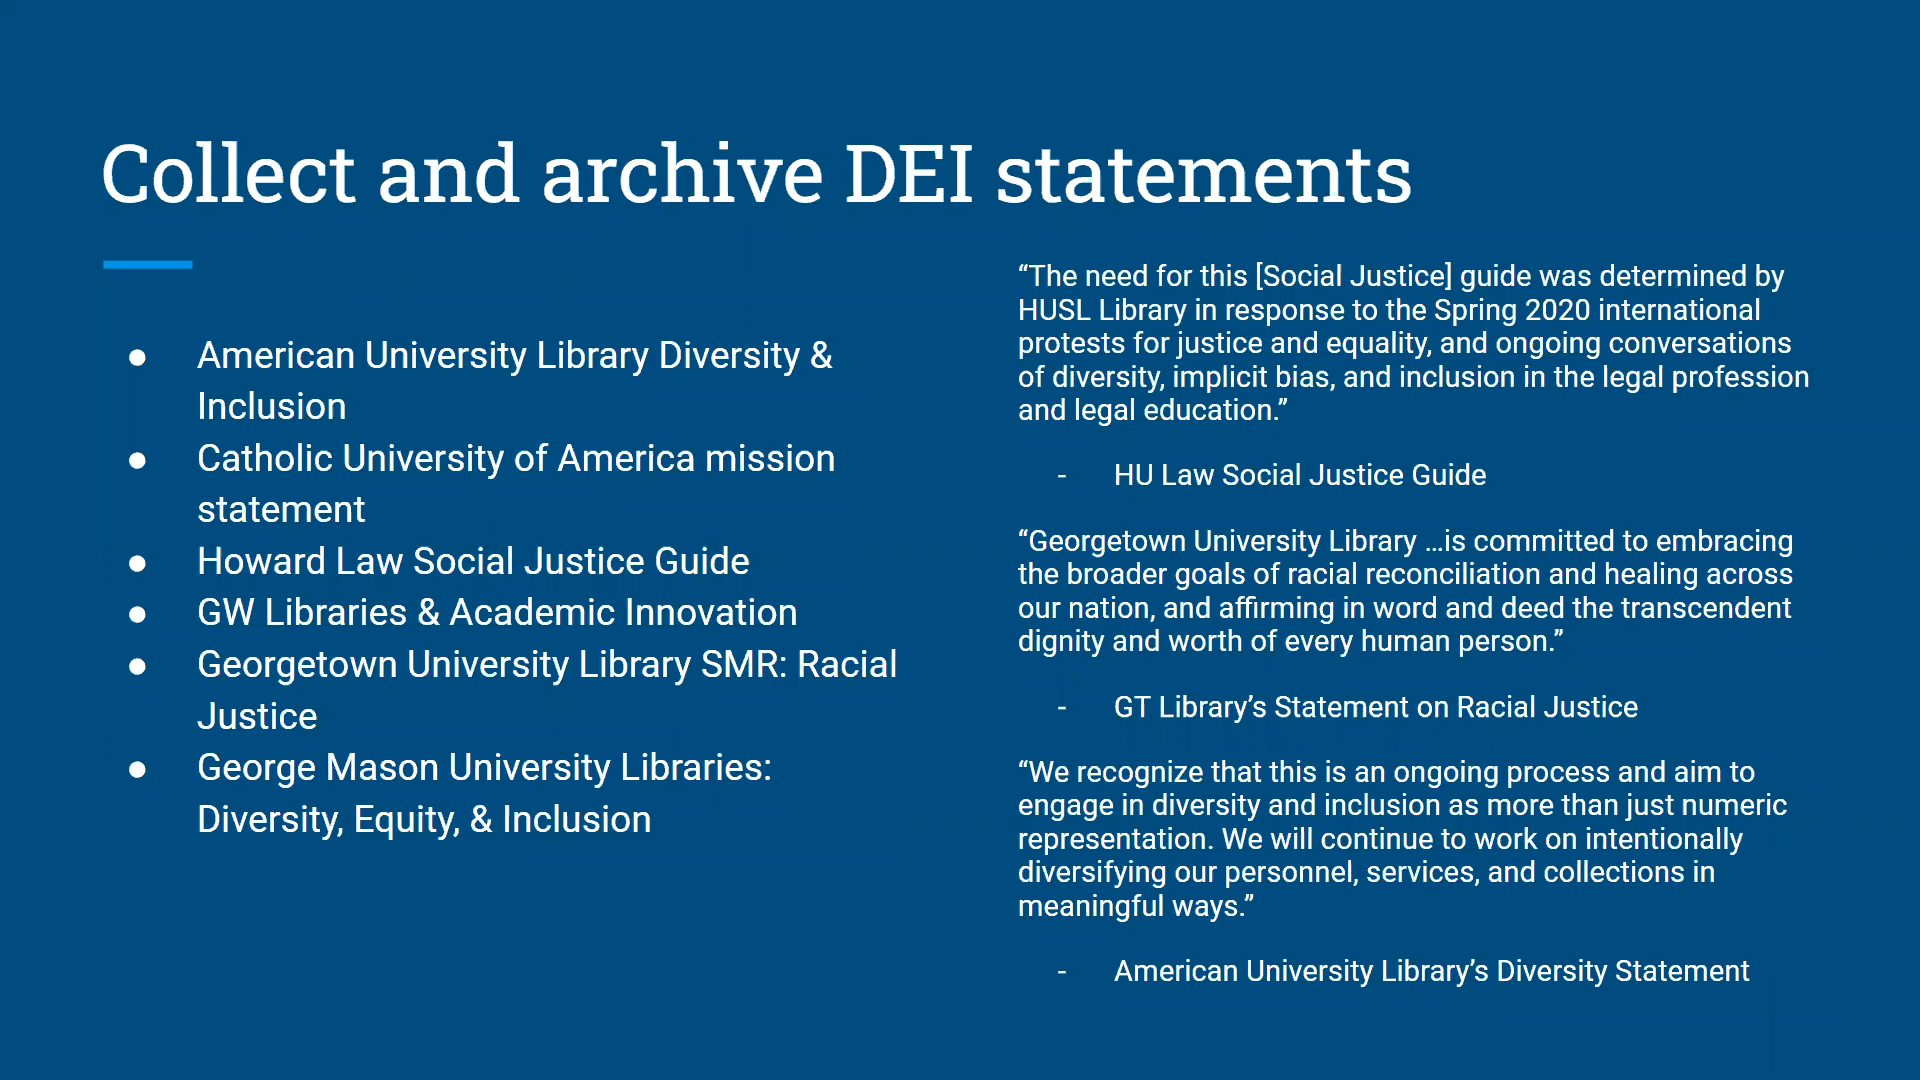 Collect and archive DEI statements
● American University Library Diversity &
Inclusion
● Catholic University of America mission
statement
● Howard Law Social Justice Guide
● GW Libraries & Academic Innovation
● Georgetown University Library SMR: Racial
Justice
● George Mason University Libraries:
Diversity, Equity, & Inclusion
“The need for this [Social Justice] guide was determined by
HUSL Library in response to the Spring 2020 international
protests for justice and equality, and ongoing conversations
of diversity, implicit bias, and inclusion in the legal profession
and legal education.”
- HU Law Social Justice Guide
“Georgetown University Library …is committed to embracing
the broader goals of racial reconciliation and healing across
our nation, and affirming in word and deed the transcendent
dignity and worth of every human person.”
- GT Library’s Statement on Racial Justice
“We recognize that this is an ongoing process and aim to
engage in diversity and inclusion as more than just numeric
representation. We will continue to work on intentionally
diversifying our personnel, services, and collections in
meaningful ways.”
- American University Library’s Diversity Statement